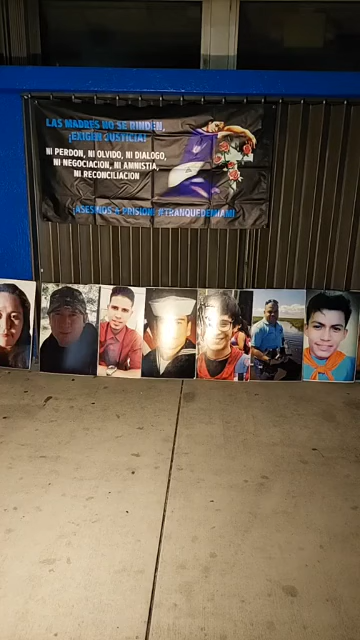 LAS MADRES NO SE RINDEN,
¡EXIGEN JUSTICIA!
NI PERDON, NI OLVIDO, NI DIALOGO,
NI NEGOCIACION, NI AMNISTIA,
NI RECONCILIACION
¡ASESINOS A PRISION! #TRANQUEDEMIAMI